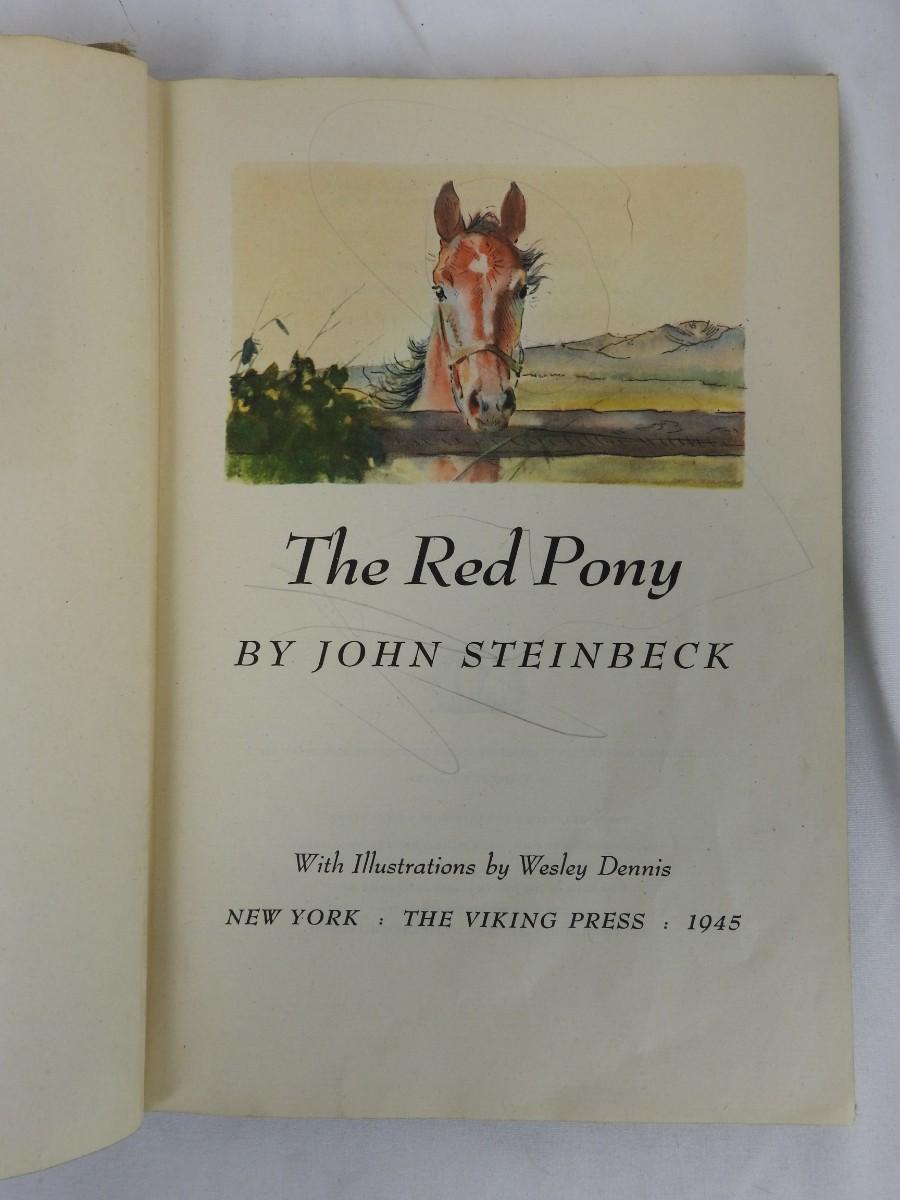 The Red Pony
BY JOHN STEINBECK
With Illustrations by Wesley Dennis
NEW YORK : THE VIKING PRESS : 1945